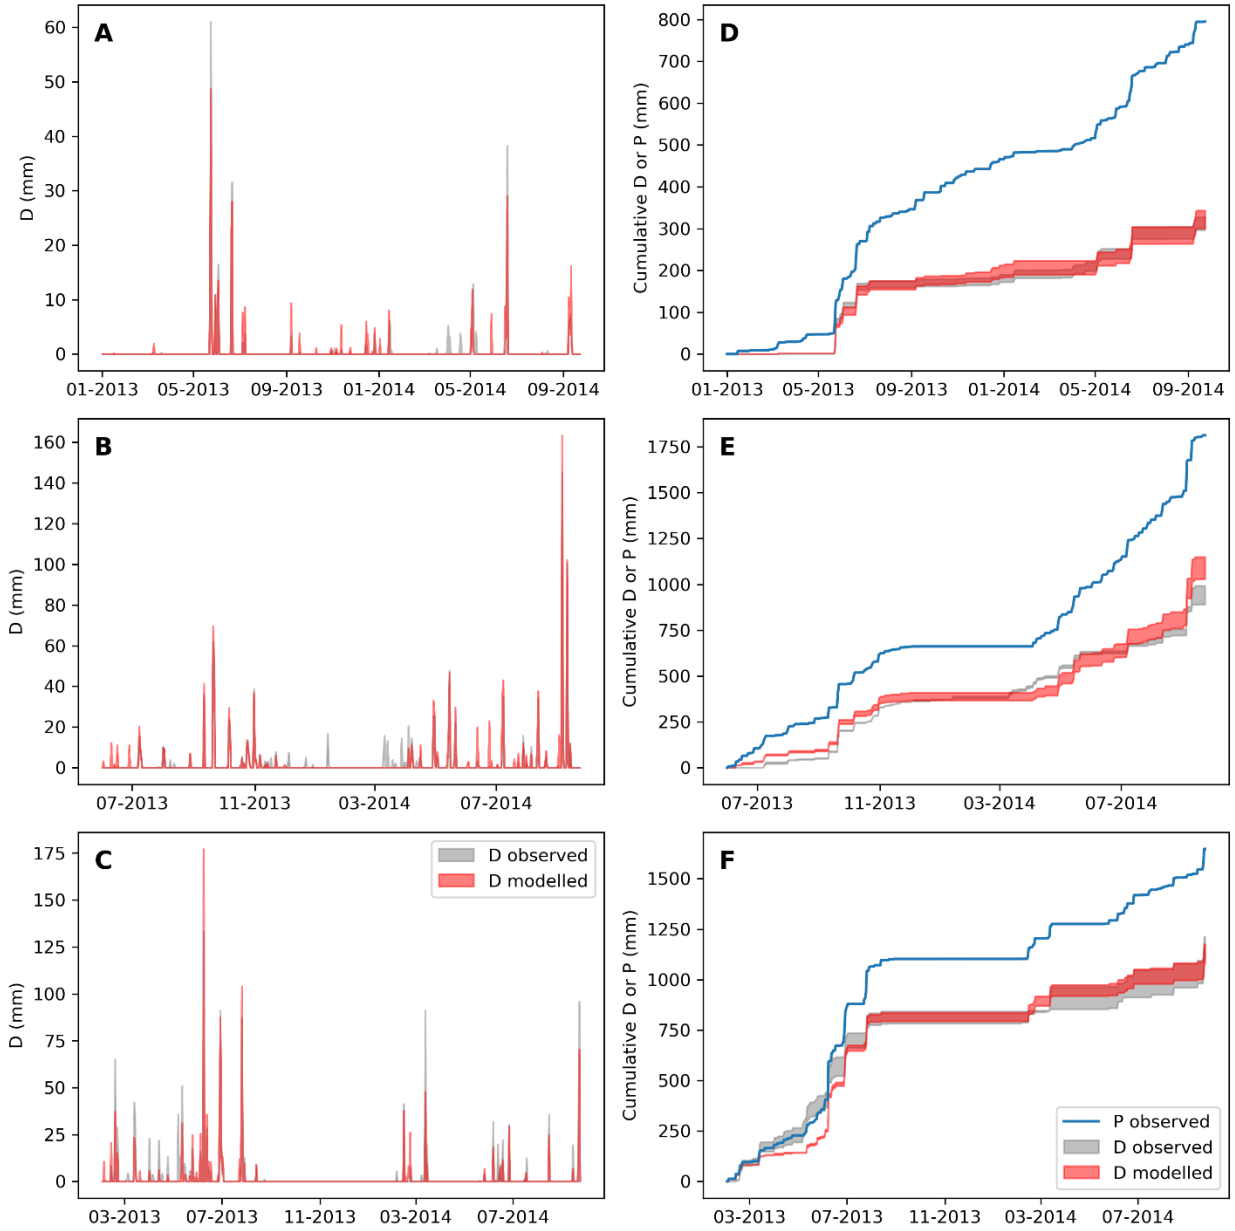 A
D (mm)
60
50
40
30
20
10
0
01-2013 05-2013 09-2013 01-2014 05-2014 09-2014
D
Cumulative D or P (mm)
800
700
600
500
400
300
200
100
0
01-2013 05-2013 09-2013 01-2014 05-2014 09-2014
B
D (mm)
160
140
120
100
80
60
40
20
0
07-2013 11-2013 03-2014 07-2014
E
Cumulative D or P (mm)
1750
1500
1250
1000
750
500
250
0
07-2013 11-2013 03-2014 07-2014
C
D (mm)
175
150
125
100
75
50
25
0
D observed
D modelled
03-2013 07-2013 11-2013 03-2014 07-2014
F
Cumulative D or P (mm)
1500
1250
1000
750
500
250
0
P observed
D observed
D modelled
03-2013 07-2013 11-2013 03-2014 07-2014